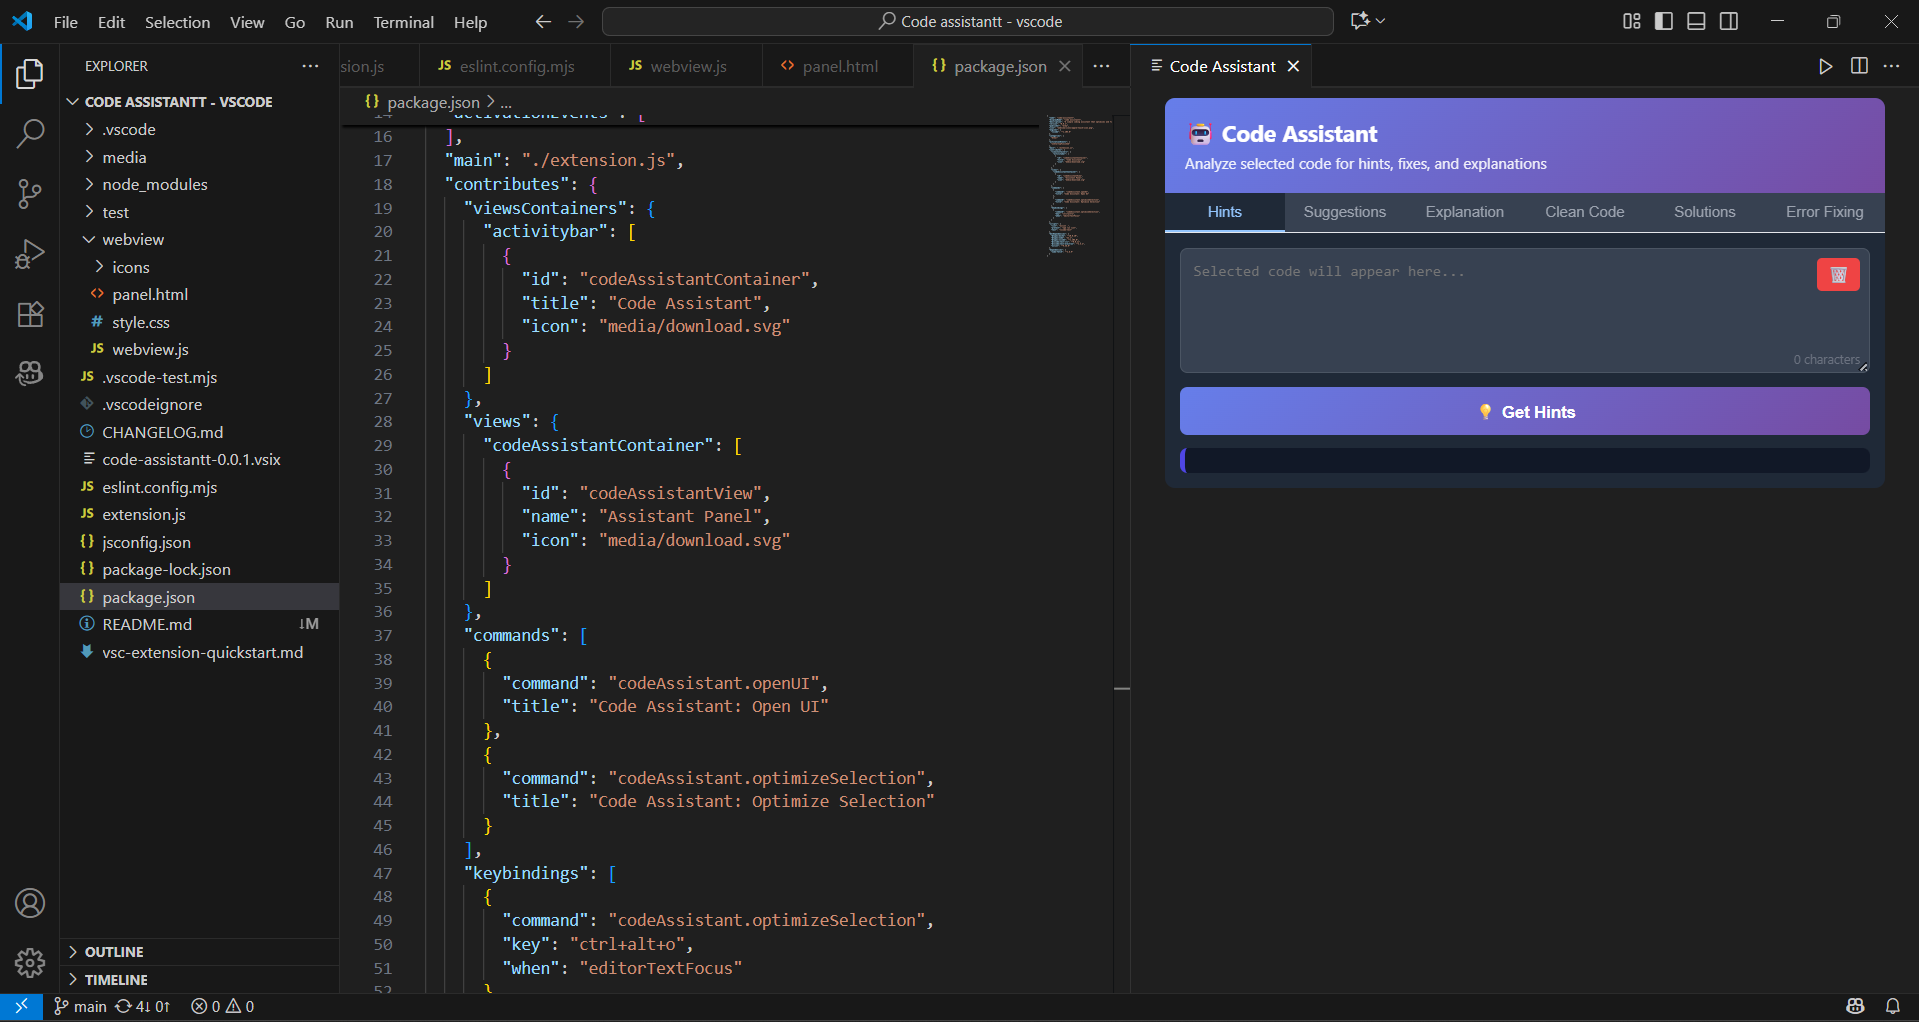 File Edit Selection View Go Run Terminal Help
Code assistantt - vscode
EXPLORER
CODE ASSISTANTT - VSCODE
.vscode
media
node_modules
test
webview
icons
panel.html
style.css
webview.js
.vscode-test.mjs
.vscodeignore
CHANGELOG.md
code-assistantt-0.0.1.vsix
eslint.config.mjs
extension.js
jsconfig.json
package-lock.json
package.json
README.md ↓M
vsc-extension-quickstart.md
OUTLINE
TIMELINE
sion.js
JS eslint.config.mjs
JS webview.js
<> panel.html
{} package.json
{} package.json > ...
16 ],
17 "main": "./extension.js",
18 "contributes": {
19 "viewsContainers": {
20 "activitybar": [
21 {
22 "id": "codeAssistantContainer",
23 "title": "Code Assistant",
24 "icon": "media/download.svg"
25 }
26 ]
27 },
28 "views": {
29 "codeAssistantContainer": [
30 {
31 "id": "codeAssistantView",
32 "name": "Assistant Panel",
33 "icon": "media/download.svg"
34 }
35 ]
36 },
37 "commands": [
38 {
39 "command": "codeAssistant.openUI",
40 "title": "Code Assistant: Open UI"
41 },
42 {
43 "command": "codeAssistant.optimizeSelection",
44 "title": "Code Assistant: Optimize Selection"
45 }
46 ],
47 "keybindings": [
48 {
49 "command": "codeAssistant.optimizeSelection",
50 "key": "ctrl+alt+o",
51 "when": "editorTextFocus"
52 }
Code Assistant
Code Assistant
Analyze selected code for hints, fixes, and explanations
Hints Suggestions Explanation Clean Code Solutions Error Fixing
Selected code will appear here...
0 characters
Get Hints
main 4↓ 0↑ 0 0